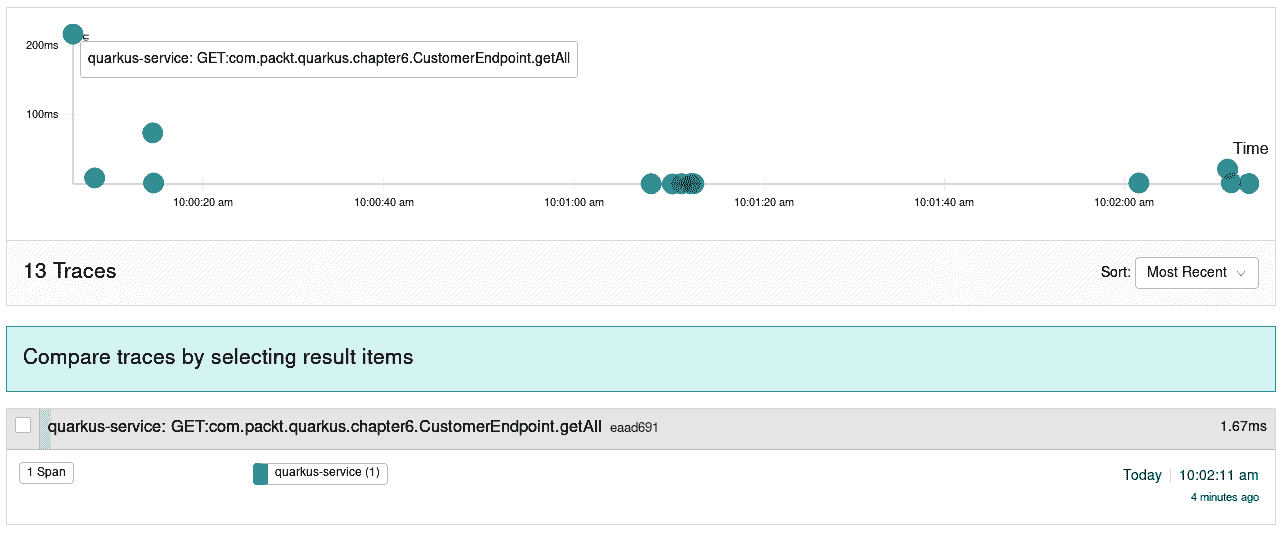 200ms
quarkus-service: GET:com.packt.quarkus.chapter6.CustomerEndpoint.getAll
100ms
Time
10:00:20 am 10:00:40 am 10:01:00 am 10:01:20 am 10:01:40 am 10:02:00 am
13 Traces Sort: Most Recent
Compare traces by selecting result items
quarkus-service: GET:com.packt.quarkus.chapter6.CustomerEndpoint.getAll eaad691 1.67ms
1 Span quarkus-service (1) Today 10:02:11 am
4 minutes ago